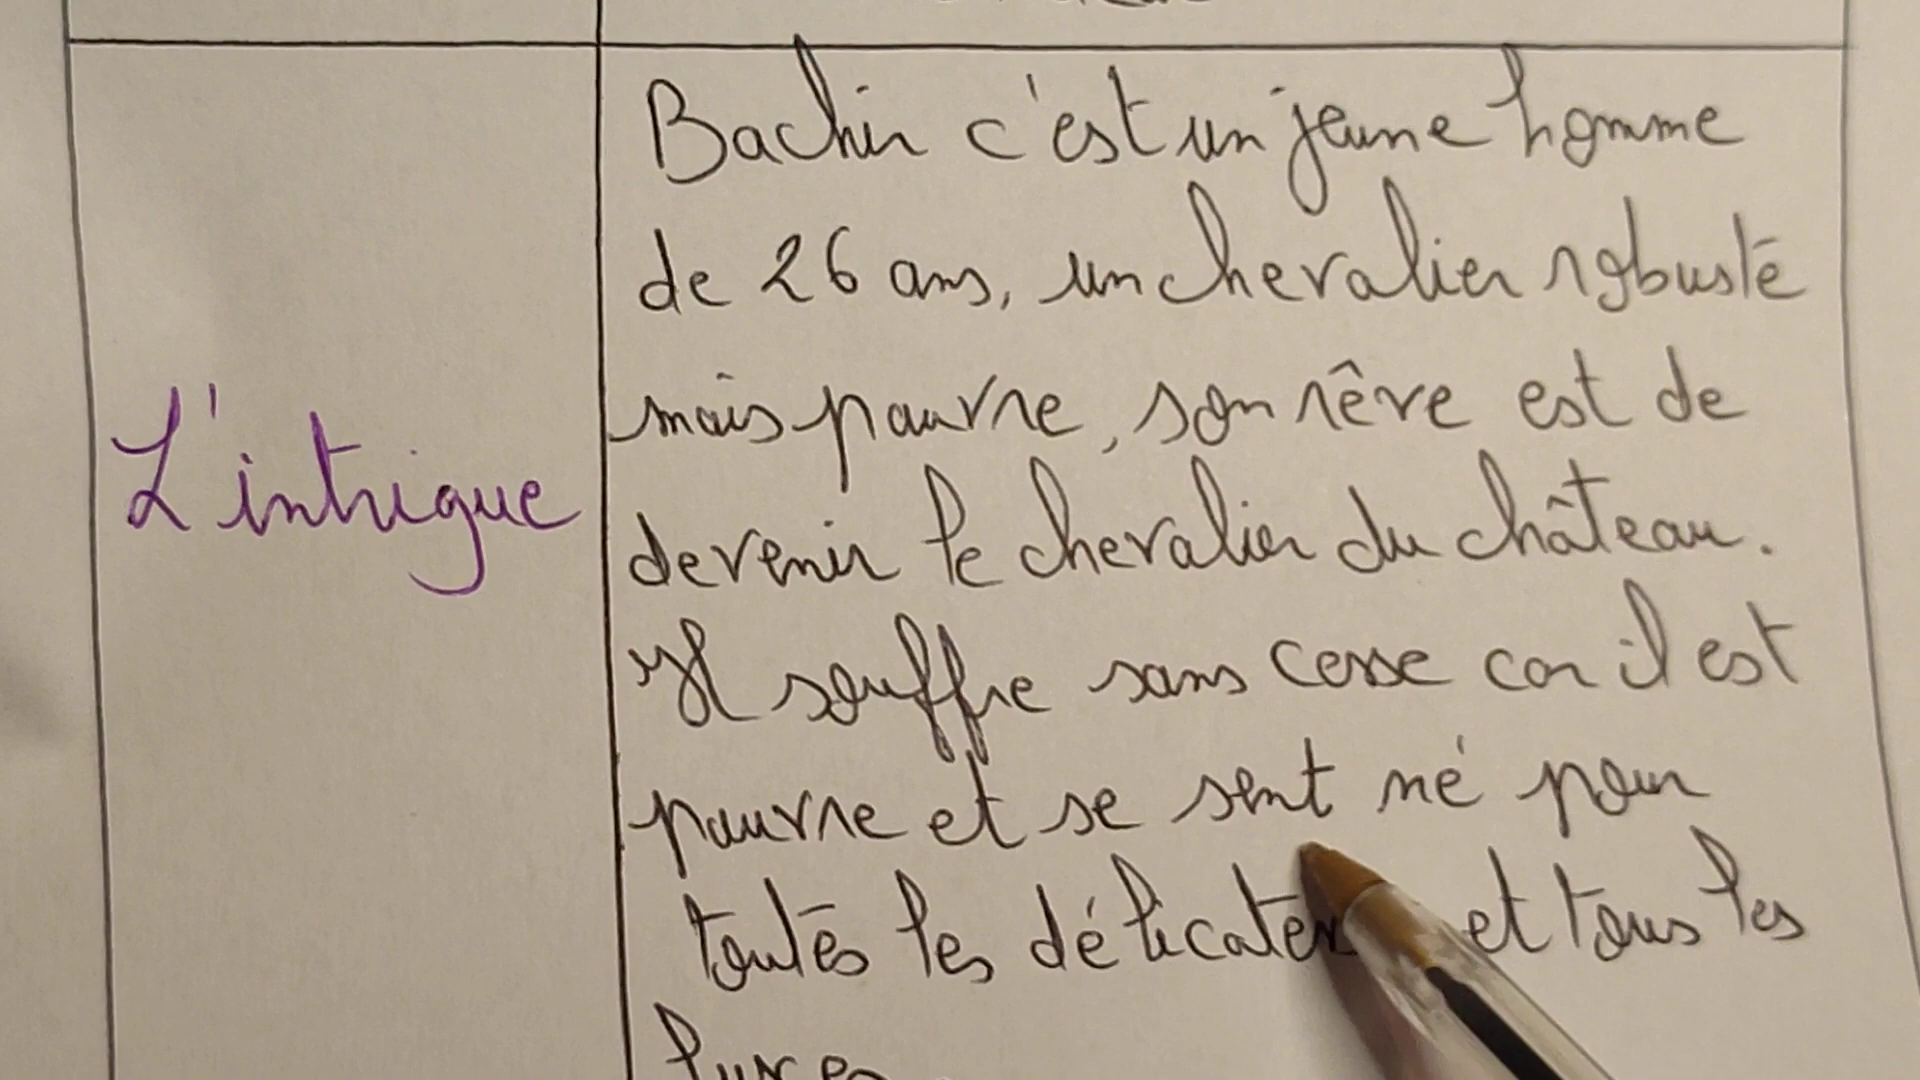 Bachir c'est un jeune homme
de 26 ans, un chevalier robuste
mais pauvre, son rêve est de
L'intrigue
devenir le chevalier du château.
Il souffre sans cesse car il est
pauvre et se sent né pour
toutes les et tous les
luxes